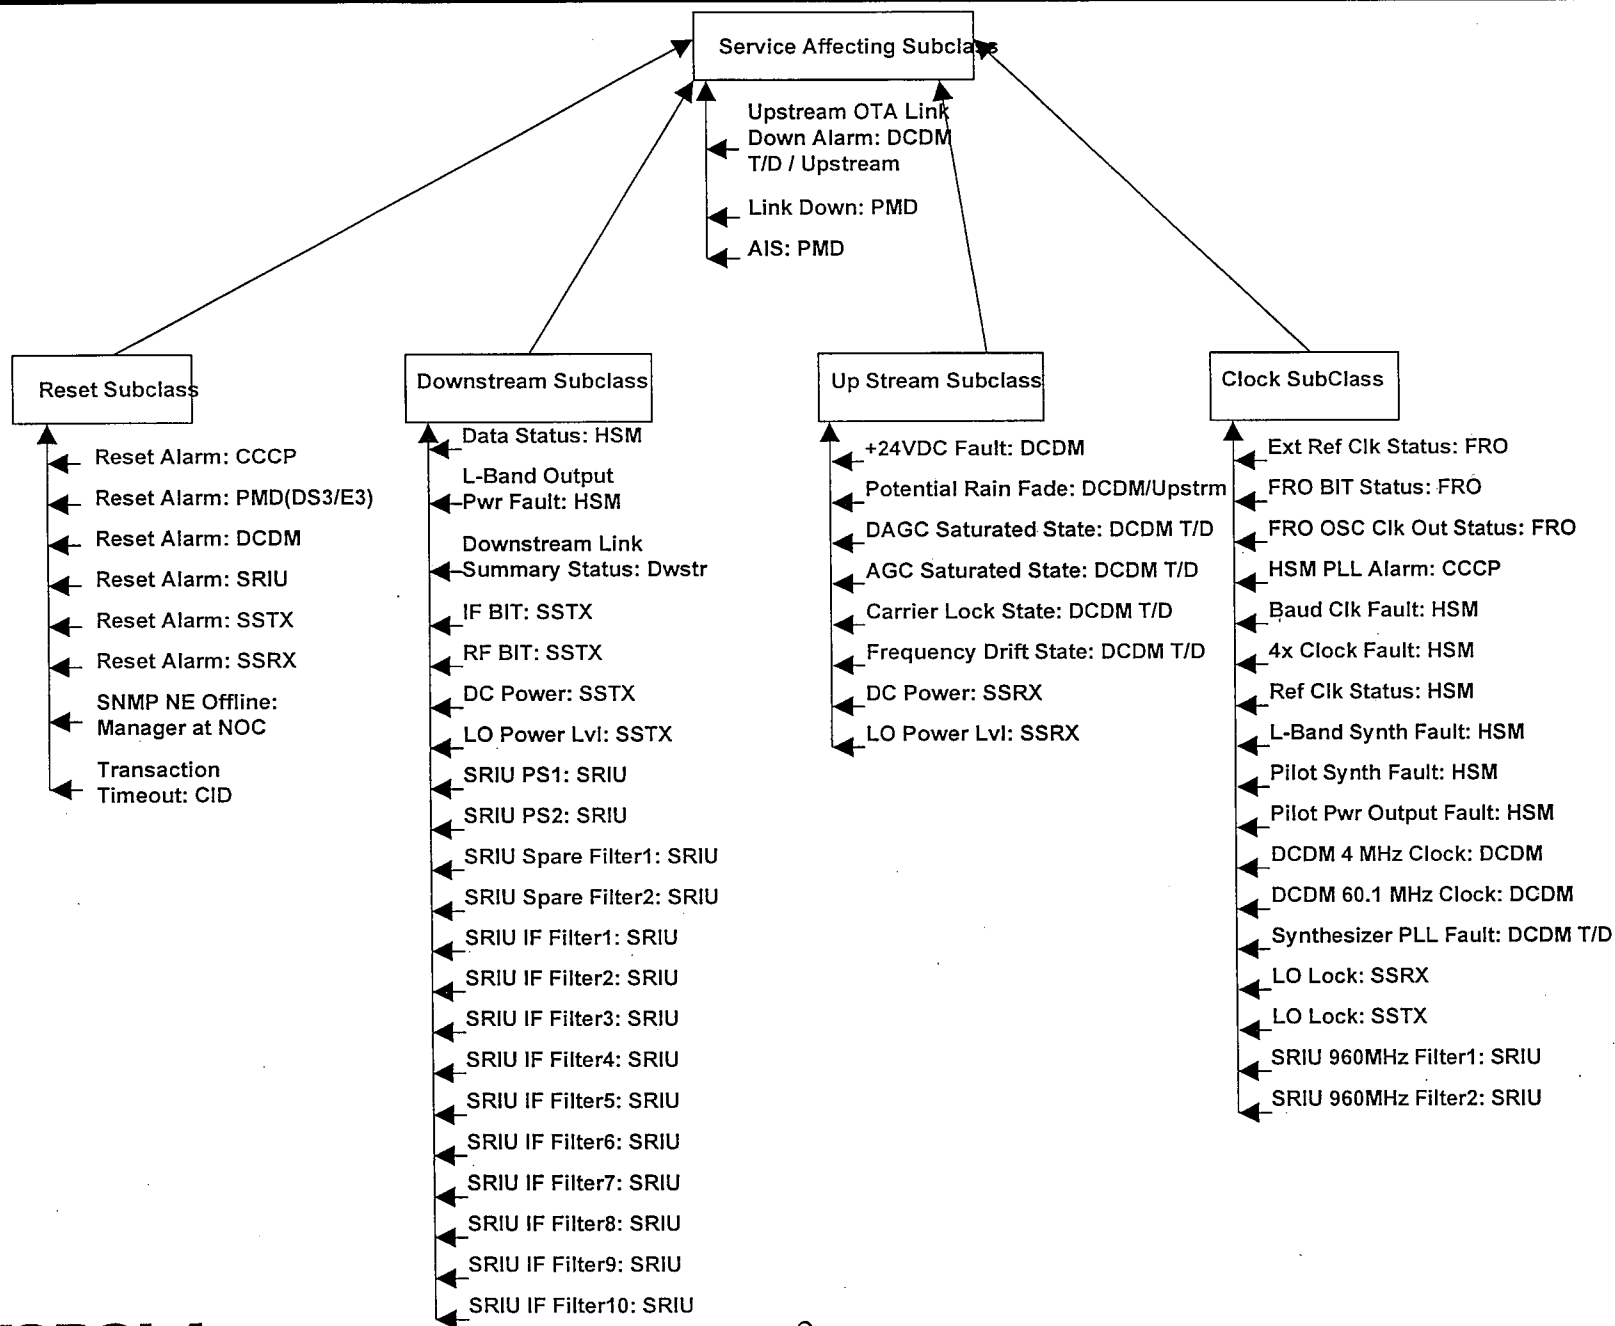 Service Affecting Subclass
Upstream OTA Link
Down Alarm: DCDM
T/D / Upstream
Link Down: PMD
AIS: PMD
Reset Subclass
Reset Alarm: CCCP
Reset Alarm: PMD(DS3/E3)
Reset Alarm: DCDM
Reset Alarm: SRIU
Reset Alarm: SSTX
Reset Alarm: SSRX
SNMP NE Offline:
Manager at NOC
Transaction
Timeout: CID
Downstream Subclass
Data Status: HSM
L-Band Output
Pwr Fault: HSM
Downstream Link
Summary Status: Dwstr
IF BIT: SSTX
RF BIT: SSTX
DC Power: SSTX
LO Power Lvl: SSTX
SRIU PS1: SRIU
SRIU PS2: SRIU
SRIU Spare Filter1: SRIU
SRIU Spare Filter2: SRIU
SRIU IF Filter1: SRIU
SRIU IF Filter2: SRIU
SRIU IF Filter3: SRIU
SRIU IF Filter4: SRIU
SRIU IF Filter5: SRIU
SRIU IF Filter6: SRIU
SRIU IF Filter7: SRIU
SRIU IF Filter8: SRIU
SRIU IF Filter9: SRIU
SRIU IF Filter10: SRIU
Up Stream Subclass
+24VDC Fault: DCDM
Potential Rain Fade: DCDM/Upstrm
DAGC Saturated State: DCDM T/D
AGC Saturated State: DCDM T/D
Carrier Lock State: DCDM T/D
Frequency Drift State: DCDM T/D
DC Power: SSRX
LO Power Lvl: SSRX
Clock SubClass
Ext Ref Clk Status: FRO
FRO BIT Status: FRO
FRO OSC Clk Out Status: FRO
HSM PLL Alarm: CCCP
Baud Clk Fault: HSM
4x Clock Fault: HSM
Ref Clk Status: HSM
L-Band Synth Fault: HSM
Pilot Synth Fault: HSM
Pilot Pwr Output Fault: HSM
DCDM 4 MHz Clock: DCDM
DCDM 60.1 MHz Clock: DCDM
Synthesizer PLL Fault: DCDM T/D
LO Lock: SSRX
LO Lock: SSTX
SRIU 960MHz Filter1: SRIU
SRIU 960MHz Filter2: SRIU